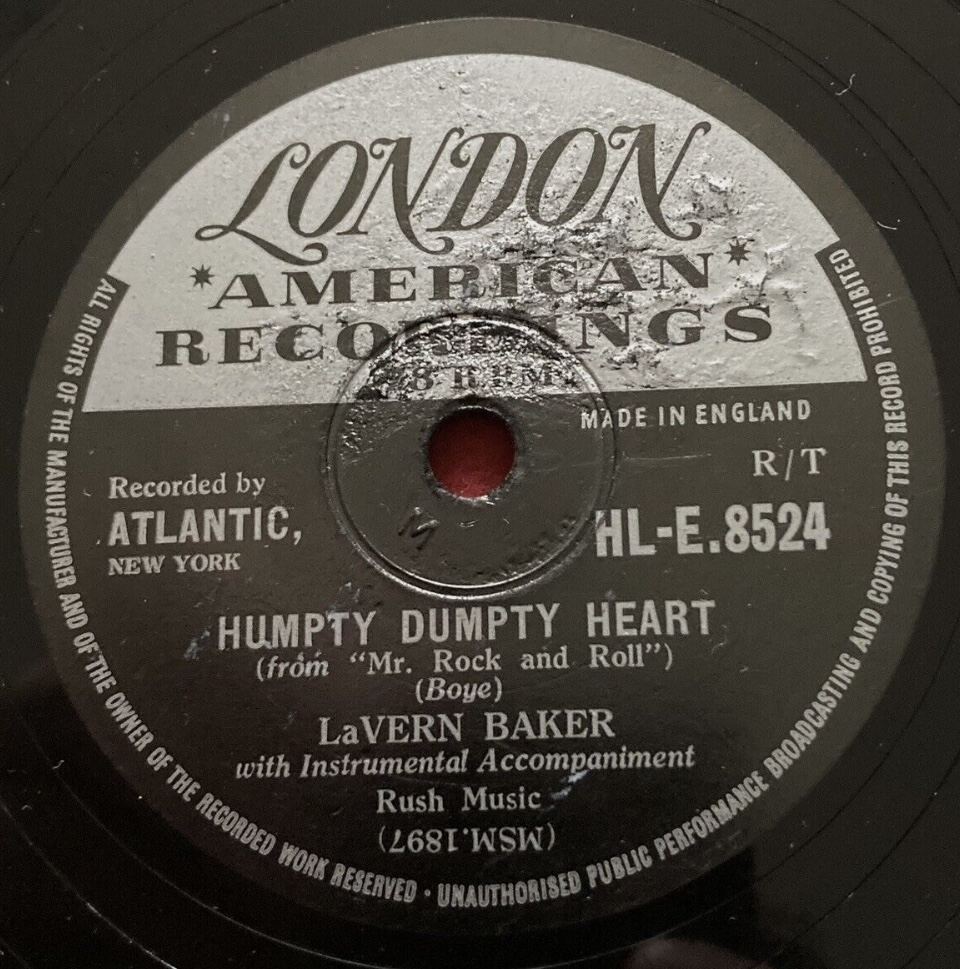 LONDON
*AMERICAN*
RECORDINGS
78 R.P.M.
MADE IN ENGLAND
R/T
Recorded by
ATLANTIC,
NEW YORK
HL-E.8524
M
HUMPTY DUMPTY HEART
(from "Mr. Rock and Roll")
(Boye)
LaVERN BAKER
with Instrumental Accompaniment
Rush Music
(MSM.1897)
ALL RIGHTS OF THE MANUFACTURER AND OF THE OWNER OF THE RECORDED WORK RESERVED · UNAUTHORISED PUBLIC PERFORMANCE BROADCASTING AND COPYING OF THIS RECORD PROHIBITED